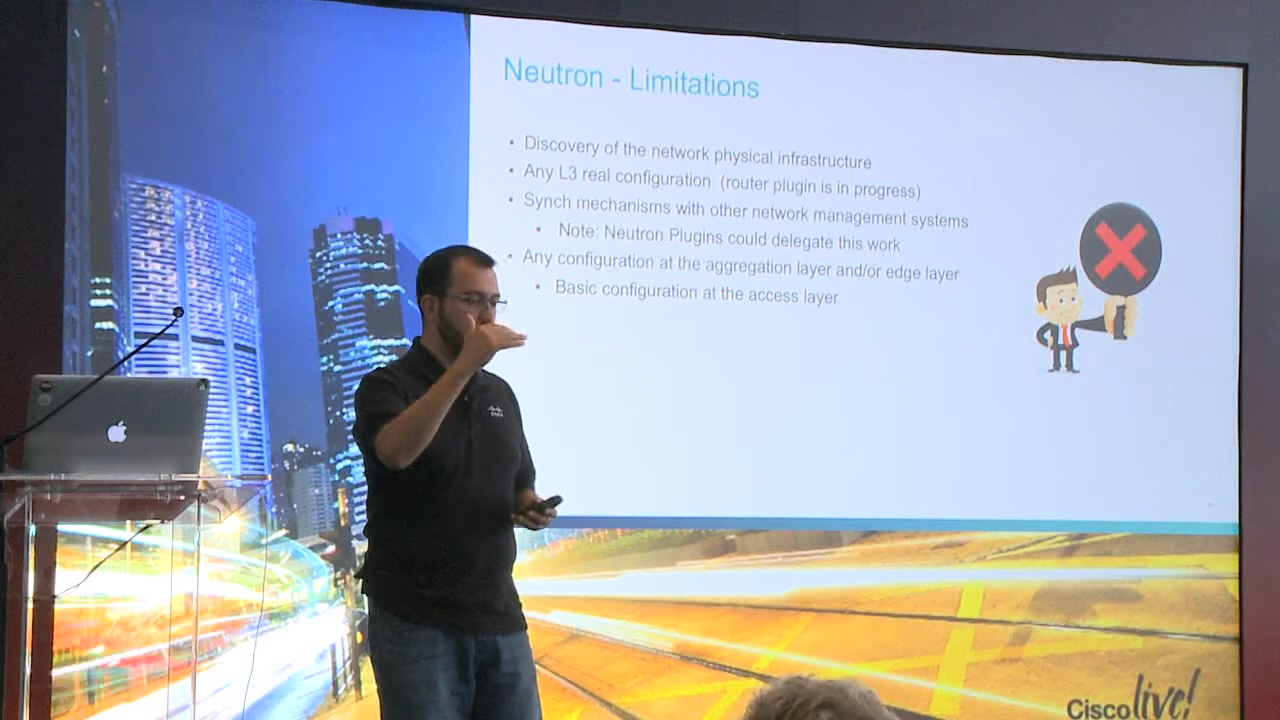 Neutron - Limitations
• Discovery of the network physical infrastructure
• Any L3 real configuration (router plugin is in progress)
• Synch mechanisms with other network management systems
• Note: Neutron Plugins could delegate this work
• Any configuration at the aggregation layer and/or edge layer
• Basic configuration at the access layer
Cisco live!